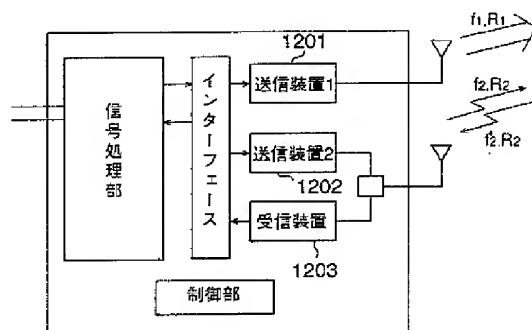 1201
送信装置1
f1.R1
信号処理部
インターフェース
f2.R2
送信装置2
1202
f2.R2
受信装置
1203
制御部